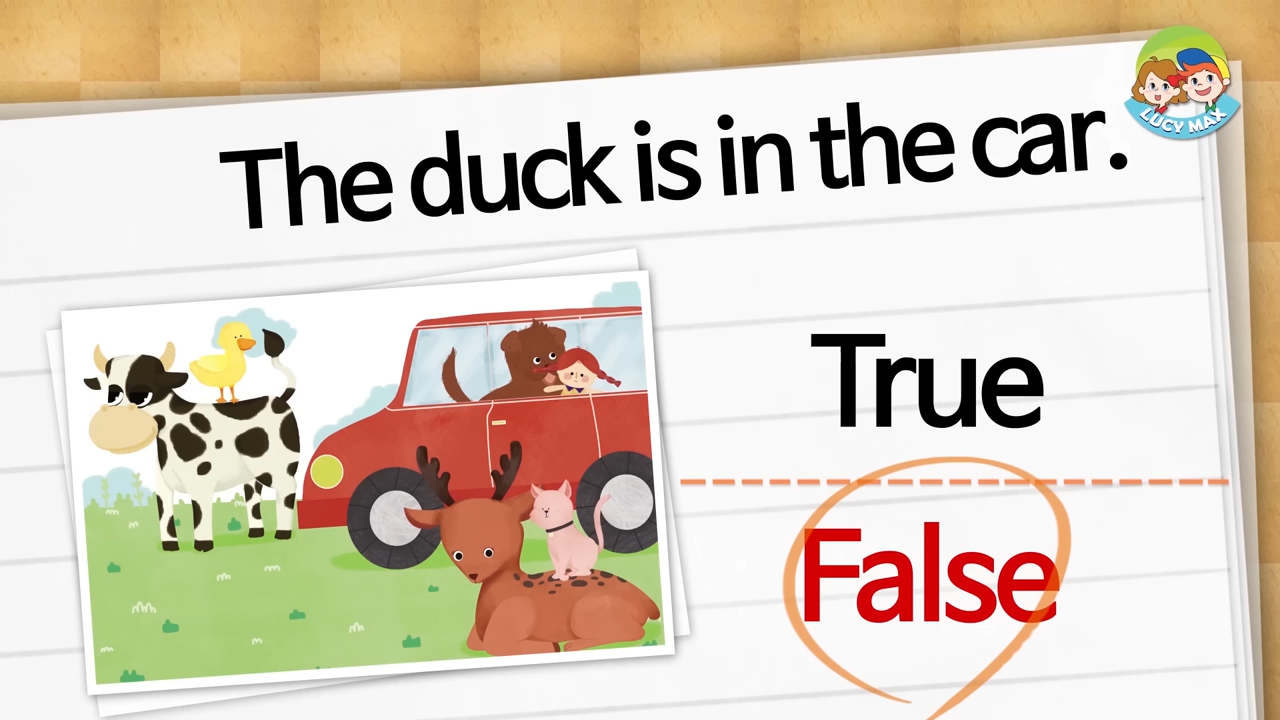 The duck is in the car.
LUCY MAX
True
False